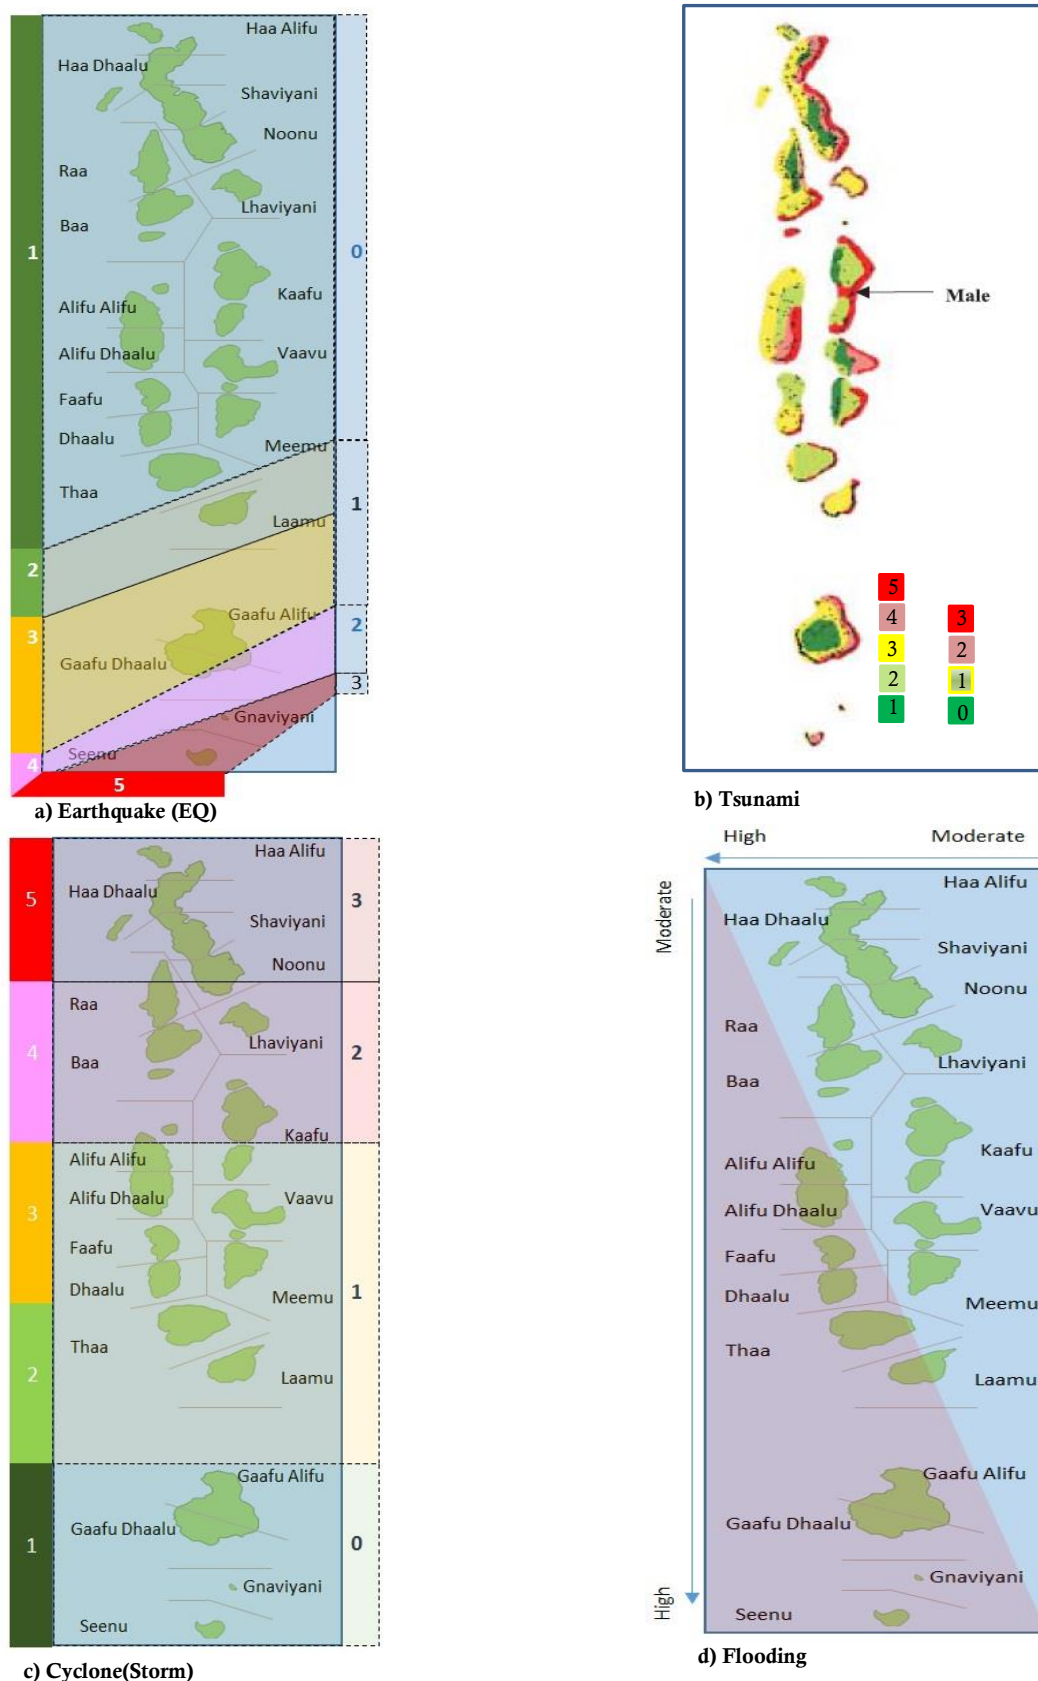 Haa Alifu
Haa Dhaalu
Shaviyani
Noonu
Raa
Lhaviyani
Baa
1
0
Kaafu
Alifu Alifu
Alifu Dhaalu
Vaavu
Faafu
Dhaalu
Meemu
Thaa
1
Laamu
2
Gaafu Alifu
3
2
Gaafu Dhaalu
3
Gnaviyani
Seenu
4
5
a) Earthquake (EQ)
Male
5
4
3
3
2
2
1
1
0
b) Tsunami
Haa Alifu
Haa Dhaalu
5
3
Shaviyani
Noonu
Raa
Lhaviyani
4
2
Baa
Kaafu
Alifu Alifu
Alifu Dhaalu
Vaavu
3
Faafu
Dhaalu
Meemu
1
Thaa
2
Laamu
Gaafu Alifu
Gaafu Dhaalu
1
0
Gnaviyani
Seenu
c) Cyclone(Storm)
High
Moderate
Moderate
Haa Alifu
Haa Dhaalu
Shaviyani
Noonu
Raa
Lhaviyani
Baa
Kaafu
Alifu Alifu
Alifu Dhaalu
Vaavu
Faafu
Dhaalu
Meemu
Thaa
Laamu
Gaafu Alifu
Gaafu Dhaalu
Gnaviyani
High
Seenu
d) Flooding